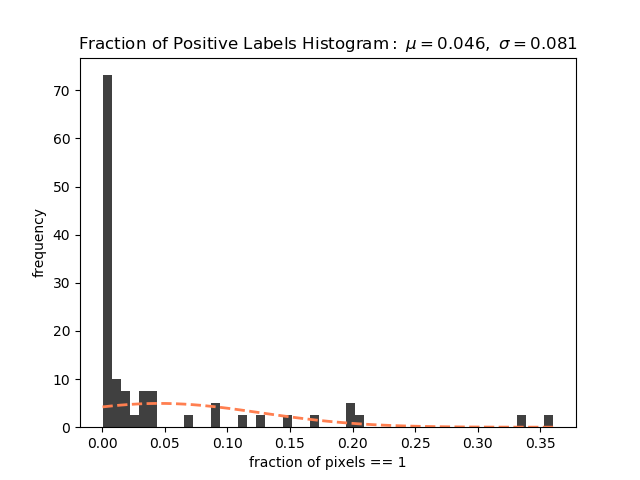 Fraction of Positive Labels Histogram: μ = 0.046, σ = 0.081
70
60
50
40
30
20
10
0
frequency
0.00 0.05 0.10 0.15 0.20 0.25 0.30 0.35
fraction of pixels == 1